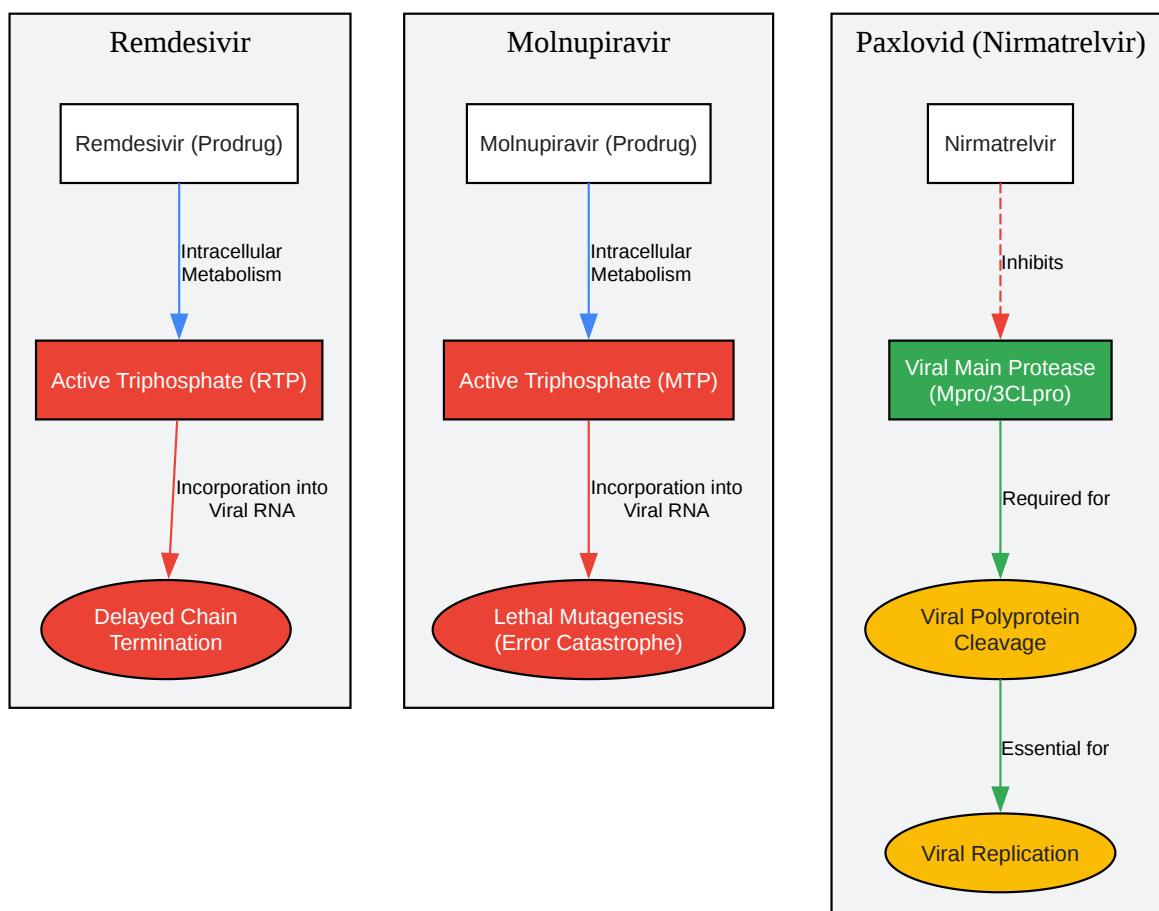 Remdesivir
Remdesivir (Prodrug)
Intracellular
Metabolism
Active Triphosphate (RTP)
Incorporation into
Viral RNA
Delayed Chain
Termination
Molnupiravir
Molnupiravir (Prodrug)
Intracellular
Metabolism
Active Triphosphate (MTP)
Incorporation into
Viral RNA
Lethal Mutagenesis
(Error Catastrophe)
Paxlovid (Nirmatrelvir)
Nirmatrelvir
Inhibits
Viral Main Protease
(Mpro/3CLpro)
Required for
Viral Polyprotein
Cleavage
Essential for
Viral Replication